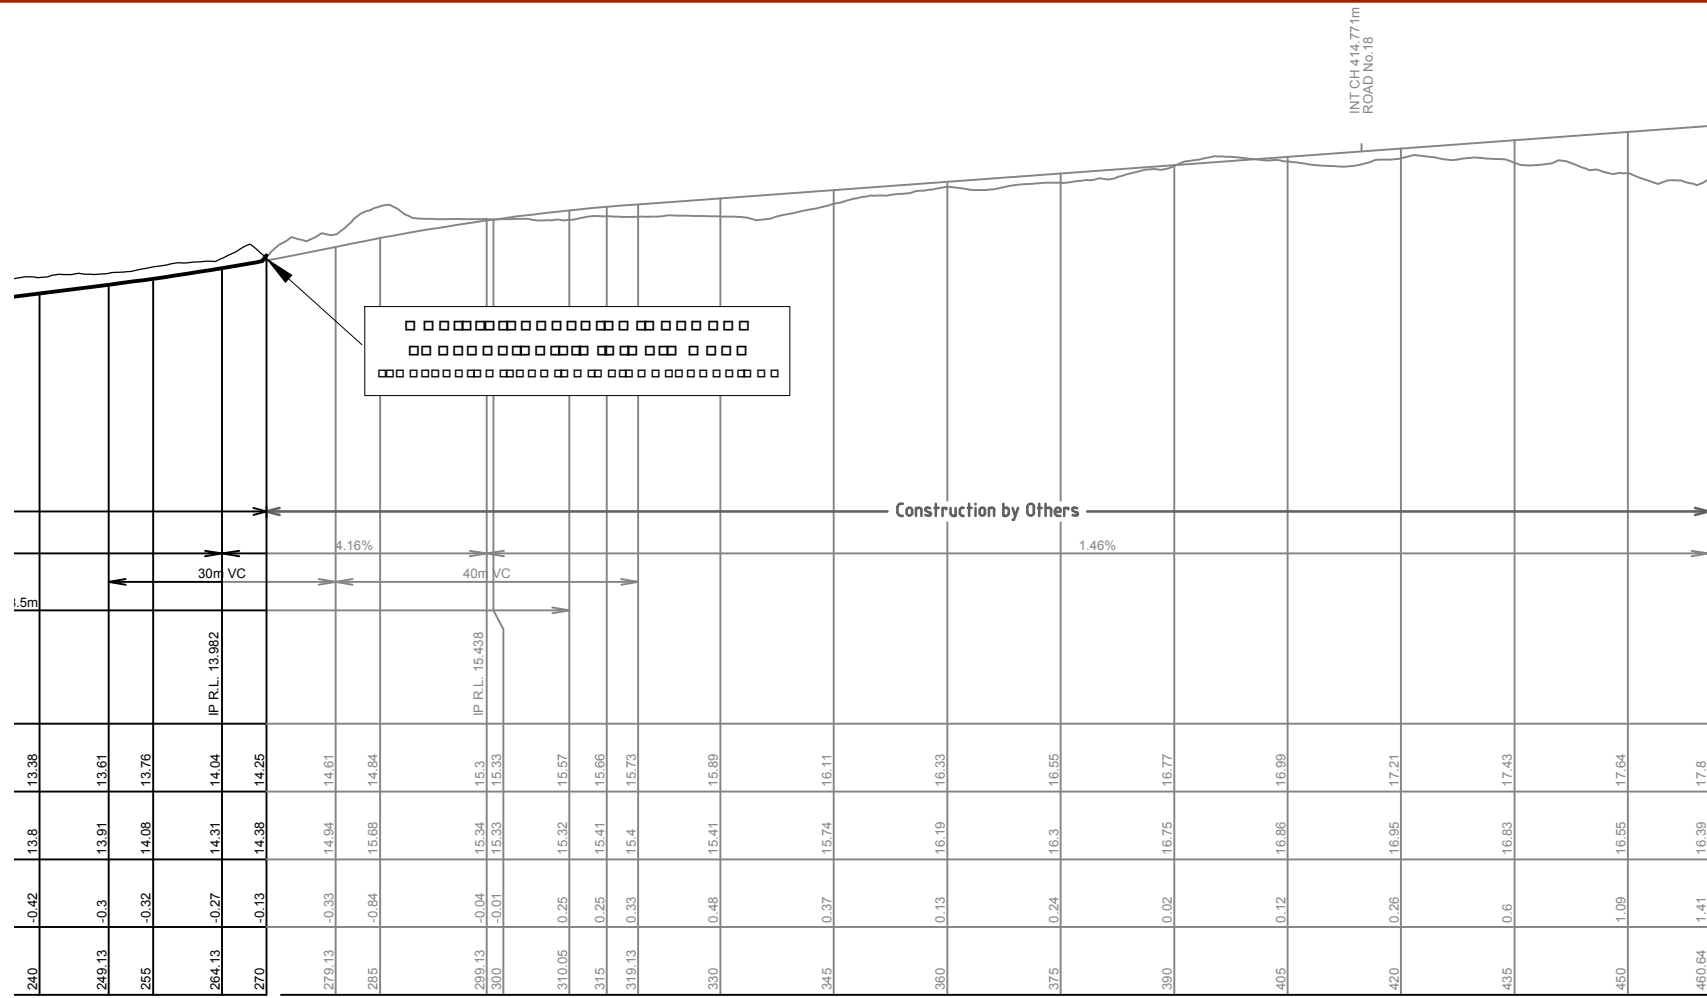 INT CH 414.771m
ROAD No.18
Construction by Others
4.16%
1.46%
30m VC
40m VC
.5m
IP R.L. 13.982
IP R.L. 15.438
13.38 13.61 13.76 14.04 14.25 14.61 14.84 15.3 15.33 15.57 15.66 15.73 15.89 16.11 16.33 16.55 16.77 16.99 17.21 17.43 17.64 17.8
13.8 13.91 14.08 14.31 14.38 14.94 15.68 15.34 15.33 15.32 15.41 15.4 15.41 15.74 16.19 16.3 16.75 16.86 16.95 16.83 16.55 16.39
-0.42 -0.3 -0.32 -0.27 -0.13 -0.33 -0.84 -0.04 -0.01 0.25 0.25 0.33 0.48 0.37 0.13 0.24 0.02 0.12 0.26 0.6 1.09 1.41
240 249.13 255 264.13 270 279.13 285 299.13 300 310.05 315 319.13 330 345 360 375 390 405 420 435 450 460.64